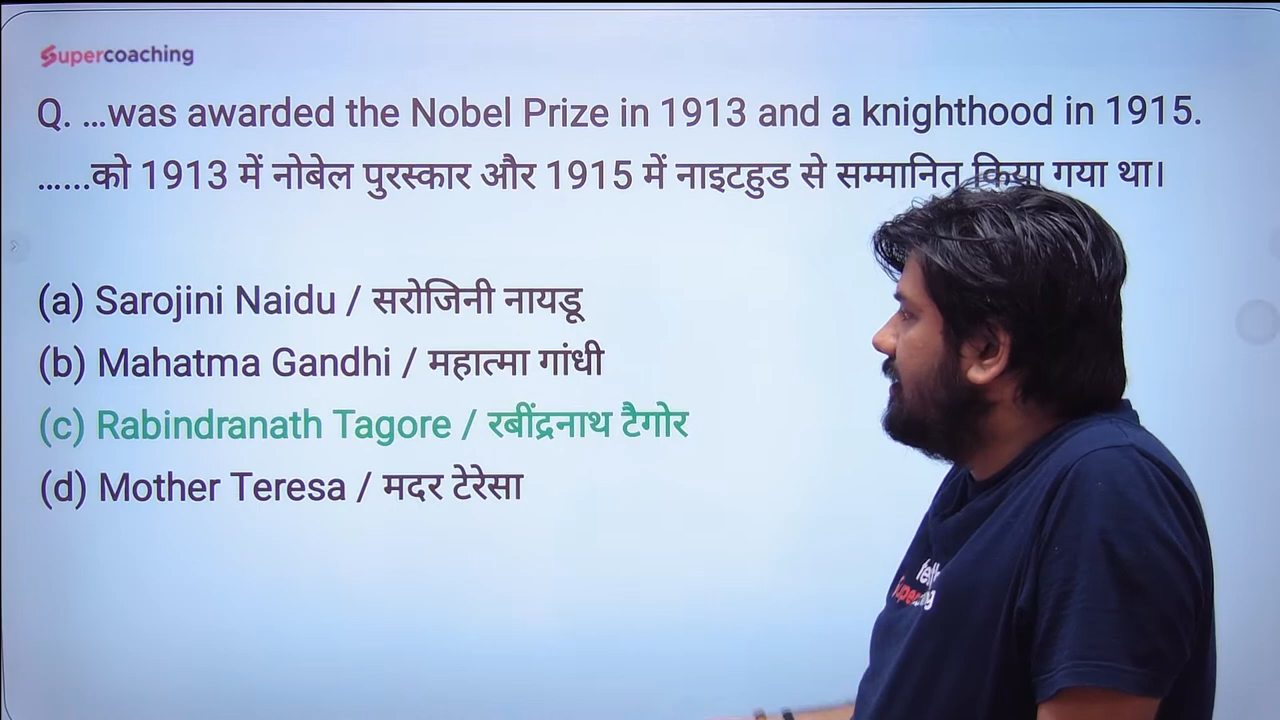 Supercoaching
Q. ...was awarded the Nobel Prize in 1913 and a knighthood in 1915.
......को 1913 में नोबेल पुरस्कार और 1915 में नाइटहुड से सम्मानित किया गया था।
(a) Sarojini Naidu / सरोजिनी नायडू
(b) Mahatma Gandhi / महात्मा गांधी
(c) Rabindranath Tagore / रबींद्रनाथ टैगोर
(d) Mother Teresa / मदर टेरेसा